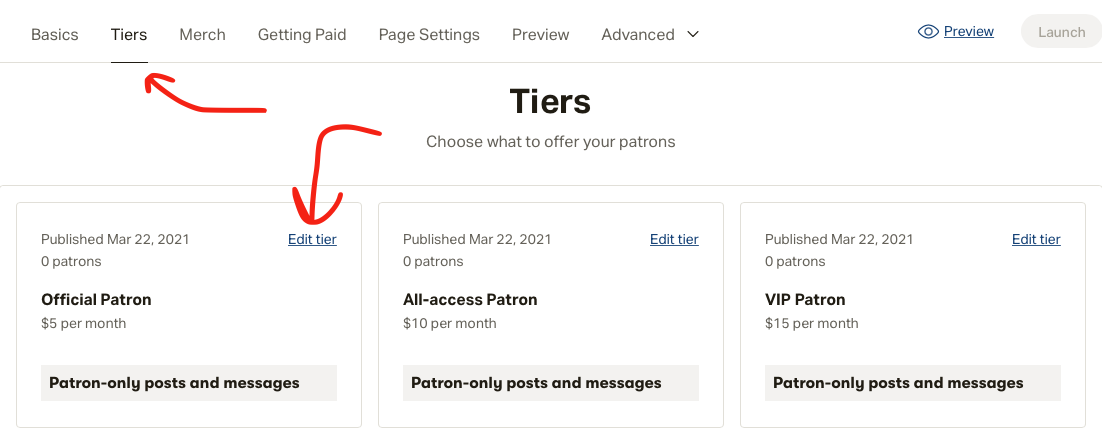 Basics Tiers Merch Getting Paid Page Settings Preview Advanced Preview Launch
Tiers
Choose what to offer your patrons
Published Mar 22, 2021 Edit tier
0 patrons
Official Patron
$5 per month
Patron-only posts and messages
Published Mar 22, 2021 Edit tier
0 patrons
All-access Patron
$10 per month
Patron-only posts and messages
Published Mar 22, 2021 Edit tier
0 patrons
VIP Patron
$15 per month
Patron-only posts and messages